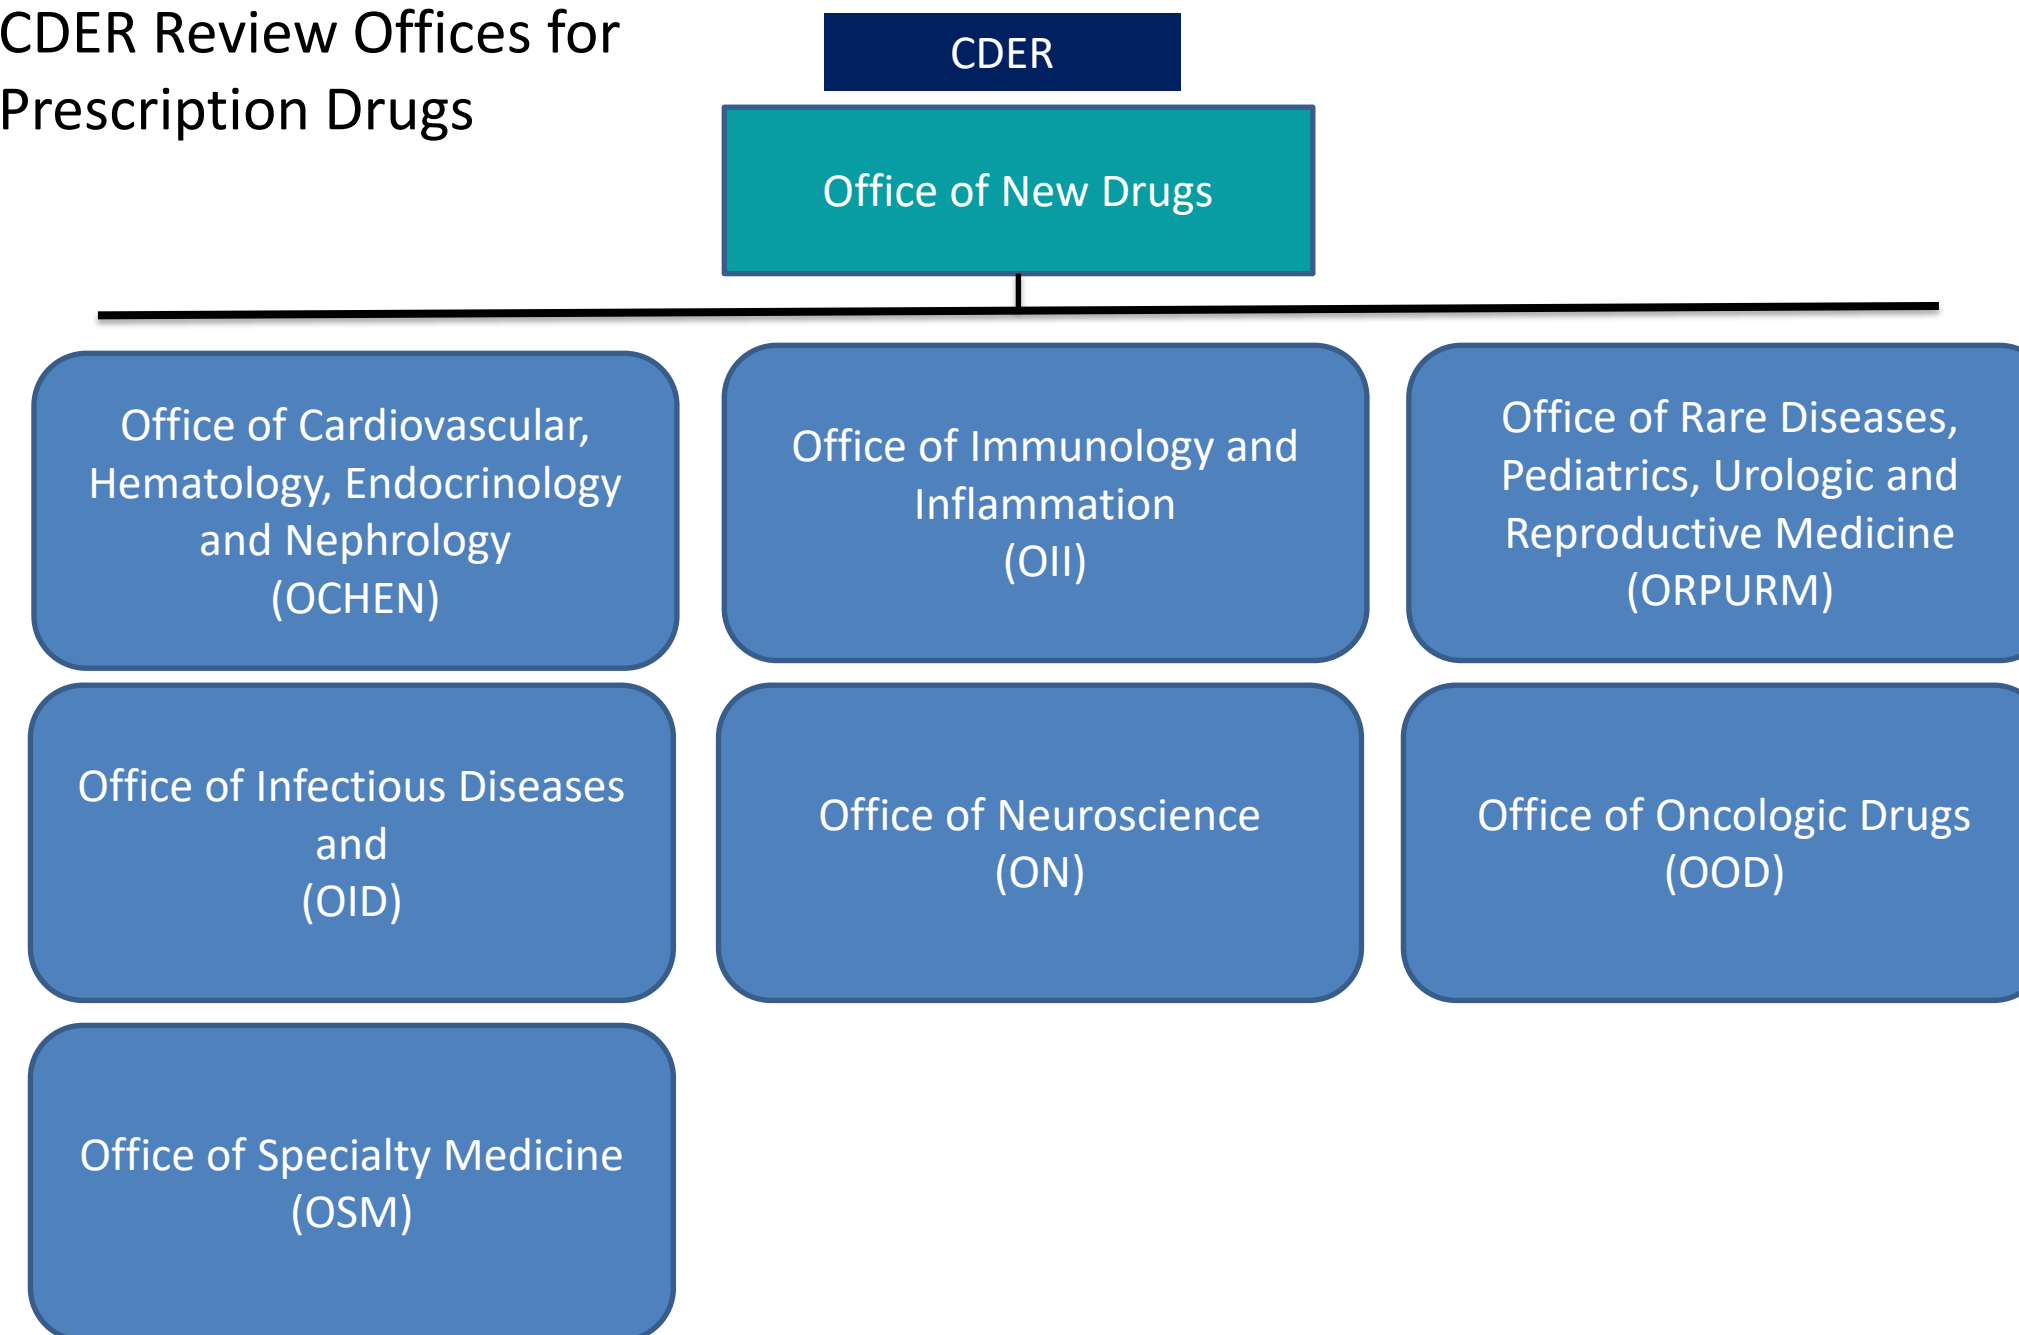 CDER Review Offices for
Prescription Drugs
CDER
Office of New Drugs
Office of Cardiovascular,
Hematology, Endocrinology
and Nephrology
(OCHEN)
Office of Immunology and
Inflammation
(OII)
Office of Rare Diseases,
Pediatrics, Urologic and
Reproductive Medicine
(ORPURM)
Office of Infectious Diseases
and
(OID)
Office of Neuroscience
(ON)
Office of Oncologic Drugs
(OOD)
Office of Specialty Medicine
(OSM)